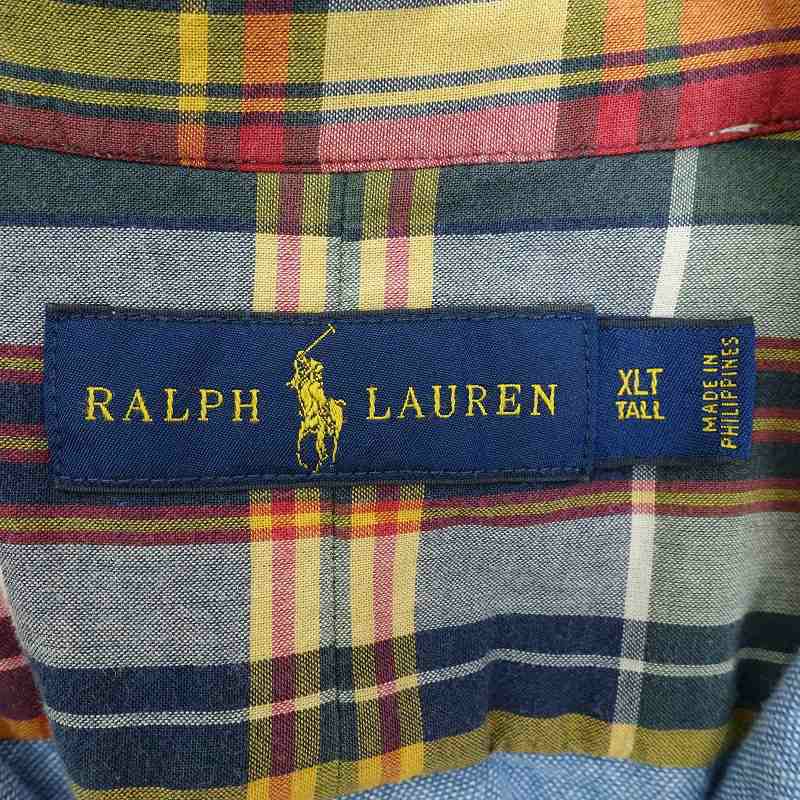 RALPH LAUREN
XLT
TALL
MADE IN
PHILIPPINES